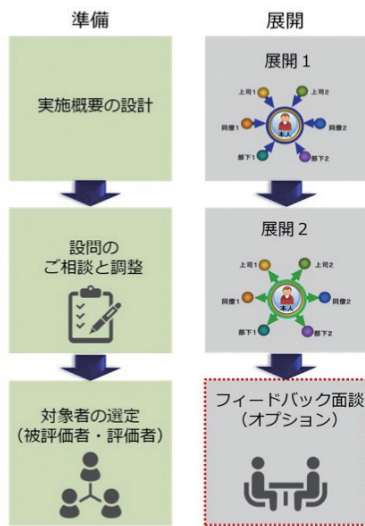 準備
実施概要の設計
設問の
ご相談と調整
対象者の選定
（被評価者・評価者）
展開
展開１
上司1
上司2
同僚1
本人
同僚2
部下1
部下2
展開２
上司1
上司2
同僚1
本人
同僚2
部下1
部下2
フィードバック面談
（オプション）